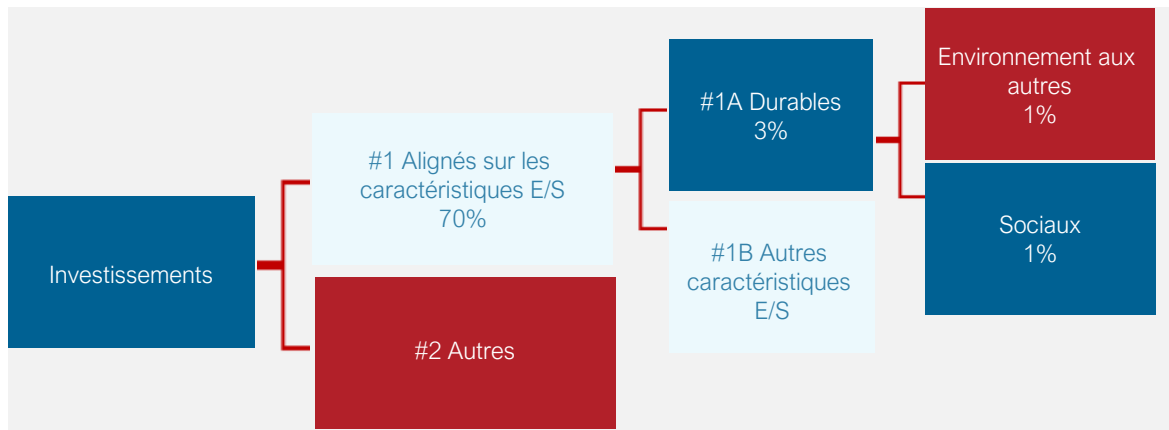 Investissements
#1 Alignés sur les
caractéristiques E/S
70%
#2 Autres
#1A Durables
3%
#1B Autres
caractéristiques
E/S
Environnement aux
autres
1%
Sociaux
1%